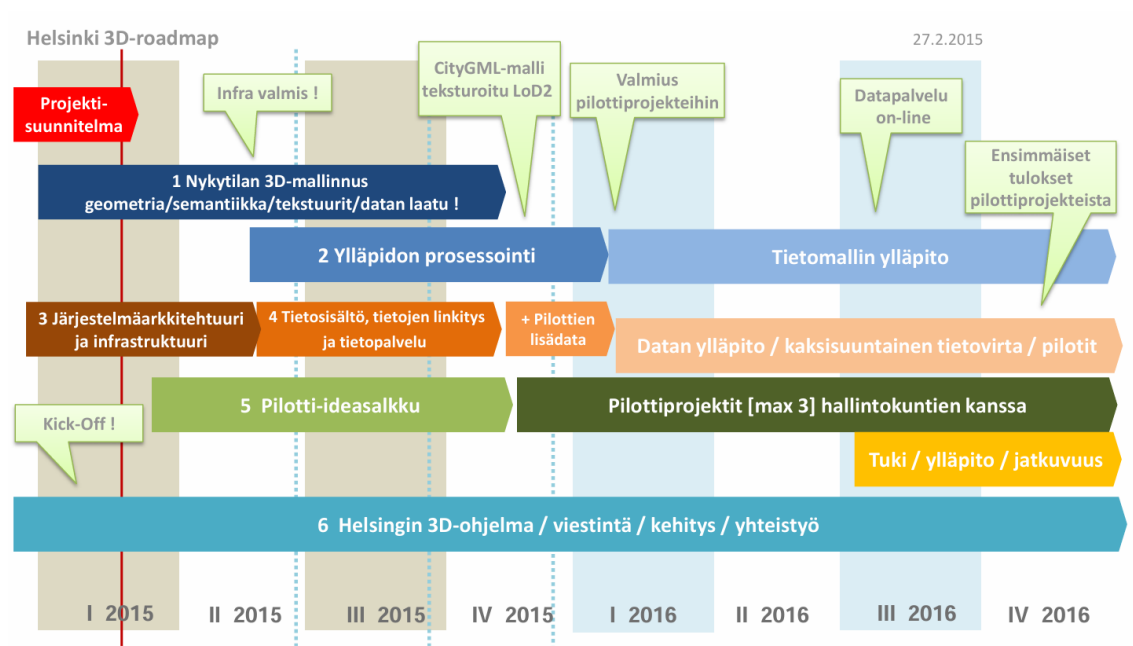 Helsinki 3D-roadmap
27.2.2015
Projekti-
suunnitelma
Infra valmis !
CityGML-malli
teksturoitu LoD2
Valmius
pilottiprojekteihin
Datapalvelu
on-line
Ensimmäiset
tulokset
pilottiprojekteista
1 Nykytilan 3D-mallinnus
geometria/semantiikka/tekstuurit/datan laatu !
2 Ylläpidon prosessointi
Tietomallin ylläpito
3 Järjestelmäarkkitehtuuri
ja infrastruktuuri
4 Tietosisältö, tietojen linkitys
ja tietopalvelu
+ Pilottien
lisädata
Datan ylläpito / kaksisuuntainen tietovirta / pilotit
5 Pilotti-ideasalkku
Pilottiprojektit [max 3] hallintokuntien kanssa
Kick-Off !
Tuki / ylläpito / jatkuvuus
6 Helsingin 3D-ohjelma / viestintä / kehitys / yhteistyö
I 2015
II 2015
III 2015
IV 2015
I 2016
II 2016
III 2016
IV 2016